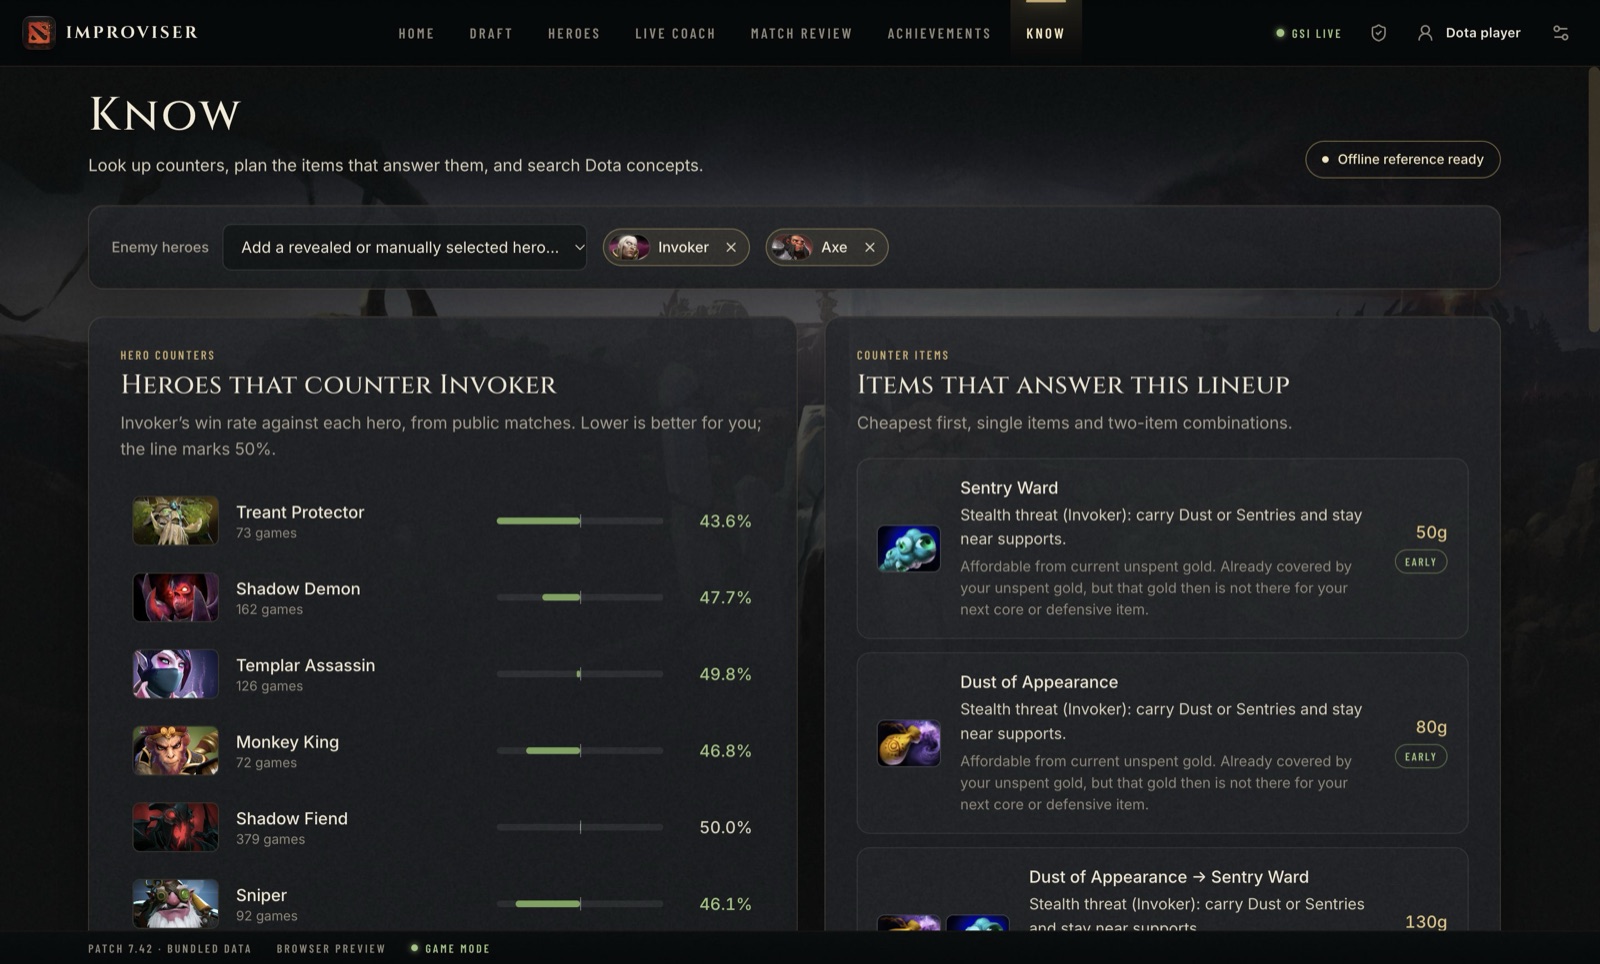 IMPROVISER
HOME
DRAFT
HEROES
LIVE COACH
MATCH REVIEW
ACHIEVEMENTS
KNOW
GSI LIVE
Dota player
Know
Look up counters, plan the items that answer them, and search Dota concepts.
Offline reference ready
Enemy heroes
Add a revealed or manually selected hero...
Invoker
Axe
HERO COUNTERS
Heroes that counter Invoker
Invoker’s win rate against each hero, from public matches. Lower is better for you;
the line marks 50%.
Treant Protector
73 games
43.6%
Shadow Demon
162 games
47.7%
Templar Assassin
126 games
49.8%
Monkey King
72 games
46.8%
Shadow Fiend
379 games
50.0%
Sniper
92 games
46.1%
COUNTER ITEMS
Items that answer this lineup
Cheapest first, single items and two-item combinations.
Sentry Ward
Stealth threat (Invoker): carry Dust or Sentries and stay
near supports.
Affordable from current unspent gold. Already covered by
your unspent gold, but that gold then is not there for your
next core or defensive item.
50g
EARLY
Dust of Appearance
Stealth threat (Invoker): carry Dust or Sentries and stay
near supports.
Affordable from current unspent gold. Already covered by
your unspent gold, but that gold then is not there for your
next core or defensive item.
80g
EARLY
Dust of Appearance → Sentry Ward
Stealth threat (Invoker): carry Dust or Sentries
and stay near supports.
130g
PATCH 7.42 · BUNDLED DATA
BROWSER PREVIEW
GAME MODE